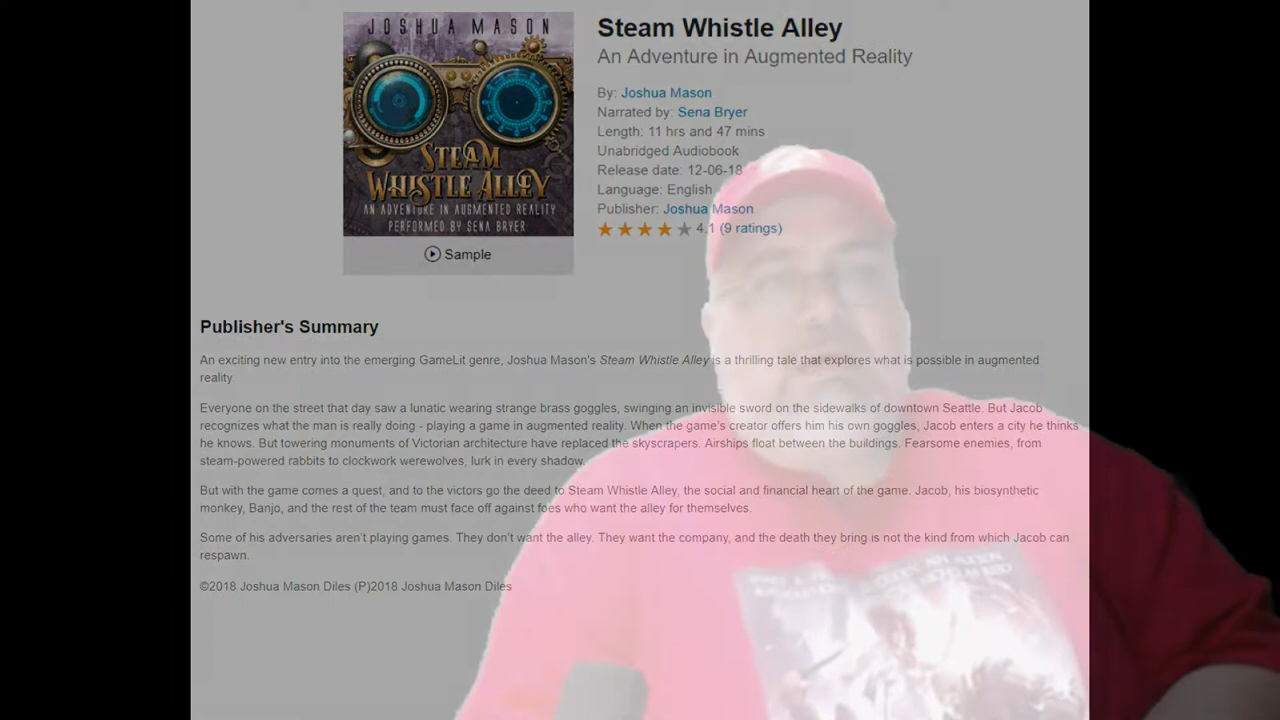 JOSHUA MASON
STEAM
WHISTLE ALLEY
AN ADVENTURE IN AUGMENTED REALITY
PERFORMED BY SENA BRYER
Sample
Steam Whistle Alley
An Adventure in Augmented Reality
By: Joshua Mason
Narrated by: Sena Bryer
Length: 11 hrs and 47 mins
Unabridged Audiobook
Release date: 12-06-18
Language: English
Publisher: Joshua Mason
4.1 (9 ratings)
Publisher's Summary
An exciting new entry into the emerging GameLit genre, Joshua Mason's Steam Whistle Alley is a thrilling tale that explores what is possible in augmented
reality.
Everyone on the street that day saw a lunatic wearing strange brass goggles, swinging an invisible sword on the sidewalks of downtown Seattle. But Jacob
recognizes what the man is really doing - playing a game in augmented reality. When the game's creator offers him his own goggles, Jacob enters a city he thinks
he knows. But towering monuments of Victorian architecture have replaced the skyscrapers. Airships float between the buildings. Fearsome enemies, from
steam-powered rabbits to clockwork werewolves, lurk in every shadow.
But with the game comes a quest, and to the victors go the deed to Steam Whistle Alley, the social and financial heart of the game. Jacob, his biosynthetic
monkey, Banjo, and the rest of the team must face off against foes who want the alley for themselves.
Some of his adversaries aren't playing games. They don't want the alley. They want the company, and the death they bring is not the kind from which Jacob can
respawn.
©2018 Joshua Mason Diles (P)2018 Joshua Mason Diles